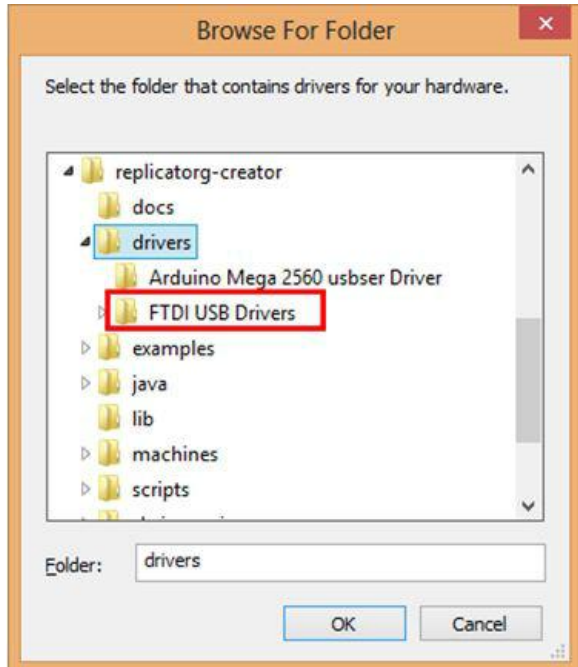 Browse For Folder
Select the folder that contains drivers for your hardware.
replicatorg-creator
docs
drivers
Arduino Mega 2560 usbser Driver
FTDI USB Drivers
examples
java
lib
machines
scripts
Folder:
drivers
OK
Cancel